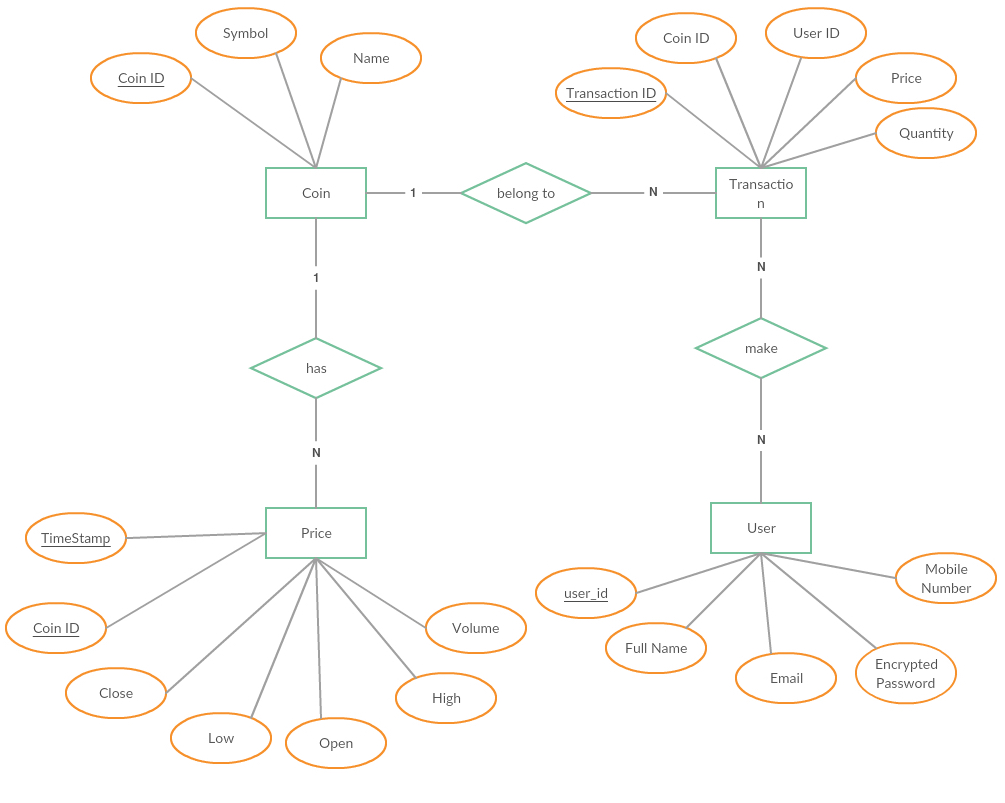 Symbol
Coin ID
Name
Coin ID
User ID
Transaction ID
Price
Quantity
Coin
1
belong to
N
Transactio
n
1
N
has
make
N
N
TimeStamp
Price
User
Coin ID
Close
Low
Open
High
Volume
user_id
Full Name
Email
Encrypted
Password
Mobile
Number